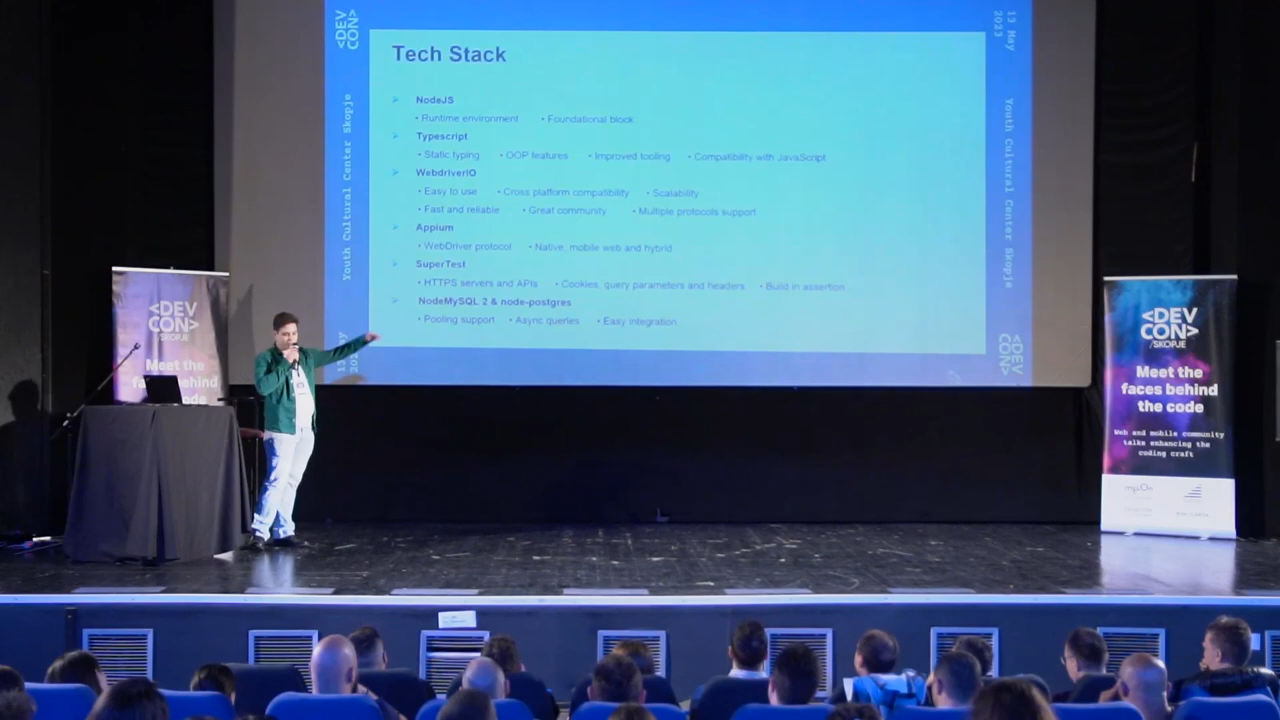 <DEV
CON>
13 May
2023
Tech Stack
NodeJS
• Runtime environment • Foundational block
Typescript
• Static typing • OOP features • Improved tooling • Compatibility with JavaScript
WebdriverIO
• Easy to use • Cross platform compatibility • Scalability
• Fast and reliable • Great community • Multiple protocols support
Appium
• WebDriver protocol • Native, mobile web and hybrid
SuperTest
• HTTPS servers and APIs • Cookies, query parameters and headers • Build in assertion
NodeMySQL 2 & node-postgres
• Pooling support • Async queries • Easy integration
Youth Cultural Center Skopje
Youth Cultural Center Skopje
<DEV
CON>
<DEV
CON>
/SKOPJE
Meet the
behind
code
<DEV
CON>
/SKOPJE
Meet the
faces behind
the code
Web and mobile community
talks enhancing the
coding craft